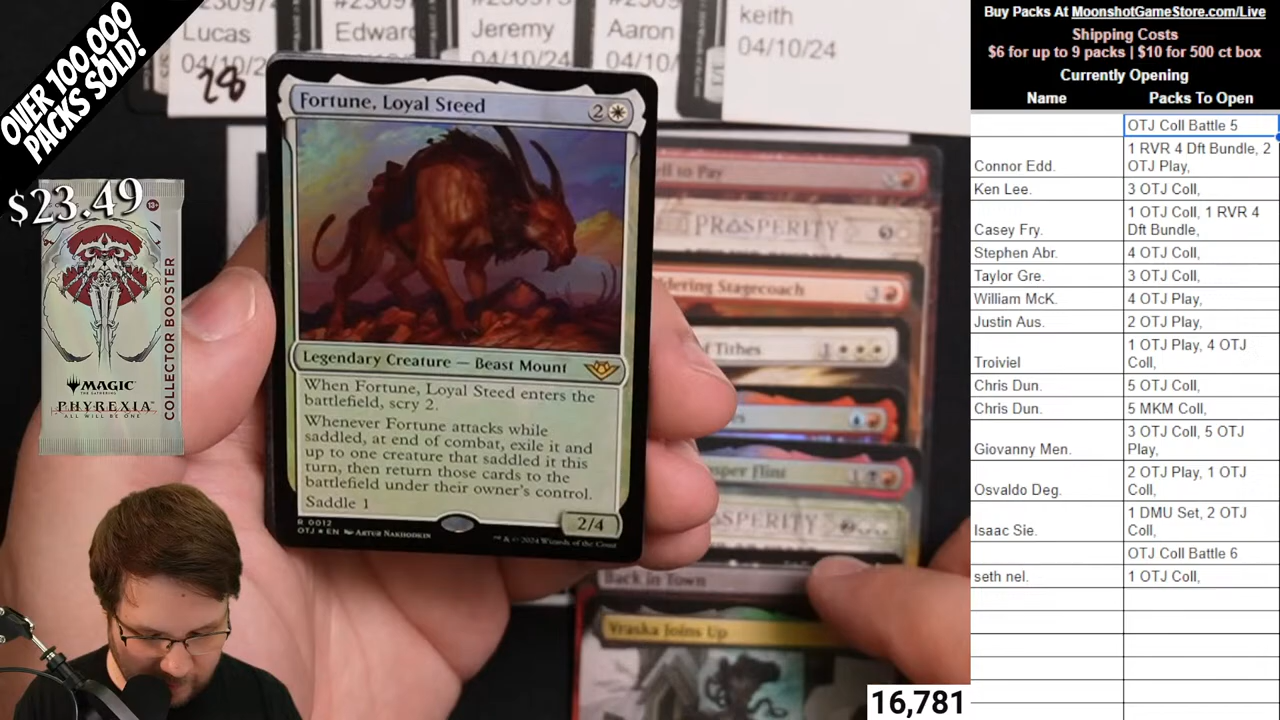 OVER 100,000
PACKS SOLD!
$23.49
MAGIC
THE GATHERING
PHYREXIA
ALL WILL BE ONE
COLLECTOR BOOSTER
Lucas
04/10/2
28
Edward
04/10/24
Jeremy
04/10/24
Aaron
04/10/
keith
04/10/24
Fortune, Loyal Steed
2
Legendary Creature — Beast Mount
When Fortune, Loyal Steed enters the
battlefield, scry 2.
Whenever Fortune attacks while
saddled, at end of combat, exile it and
up to one creature that saddled it this
turn, then return those cards to the
battlefield under their owner's control.
Saddle 1
2/4
R 0012
OTJ ★ EN ARTUR NAKHODKIN
™ & © 2024 Wizards of the Coast
to Pay
PROSPERITY
Stagecoach
3
of Tithes
1
Flint
1
Back in Town
Vraska Joins Up
Buy Packs At MoonshotGameStore.com/Live
Shipping Costs
$6 for up to 9 packs | $10 for 500 ct box
Currently Opening
Name Packs To Open
OTJ Coll Battle 5
Connor Edd. 1 RVR 4 Dft Bundle, 2
OTJ Play,
Ken Lee. 3 OTJ Coll,
Casey Fry. 1 OTJ Coll, 1 RVR 4
Dft Bundle,
Stephen Abr. 4 OTJ Coll,
Taylor Gre. 3 OTJ Coll,
William McK. 4 OTJ Play,
Justin Aus. 2 OTJ Play,
Troiviel 1 OTJ Play, 4 OTJ
Coll,
Chris Dun. 5 OTJ Coll,
Chris Dun. 5 MKM Coll,
Giovanny Men. 3 OTJ Coll, 5 OTJ
Play,
Osvaldo Deg. 2 OTJ Play, 1 OTJ
Coll,
Isaac Sie. 1 DMU Set, 2 OTJ
Coll,
OTJ Coll Battle 6
seth nel. 1 OTJ Coll,
16,781